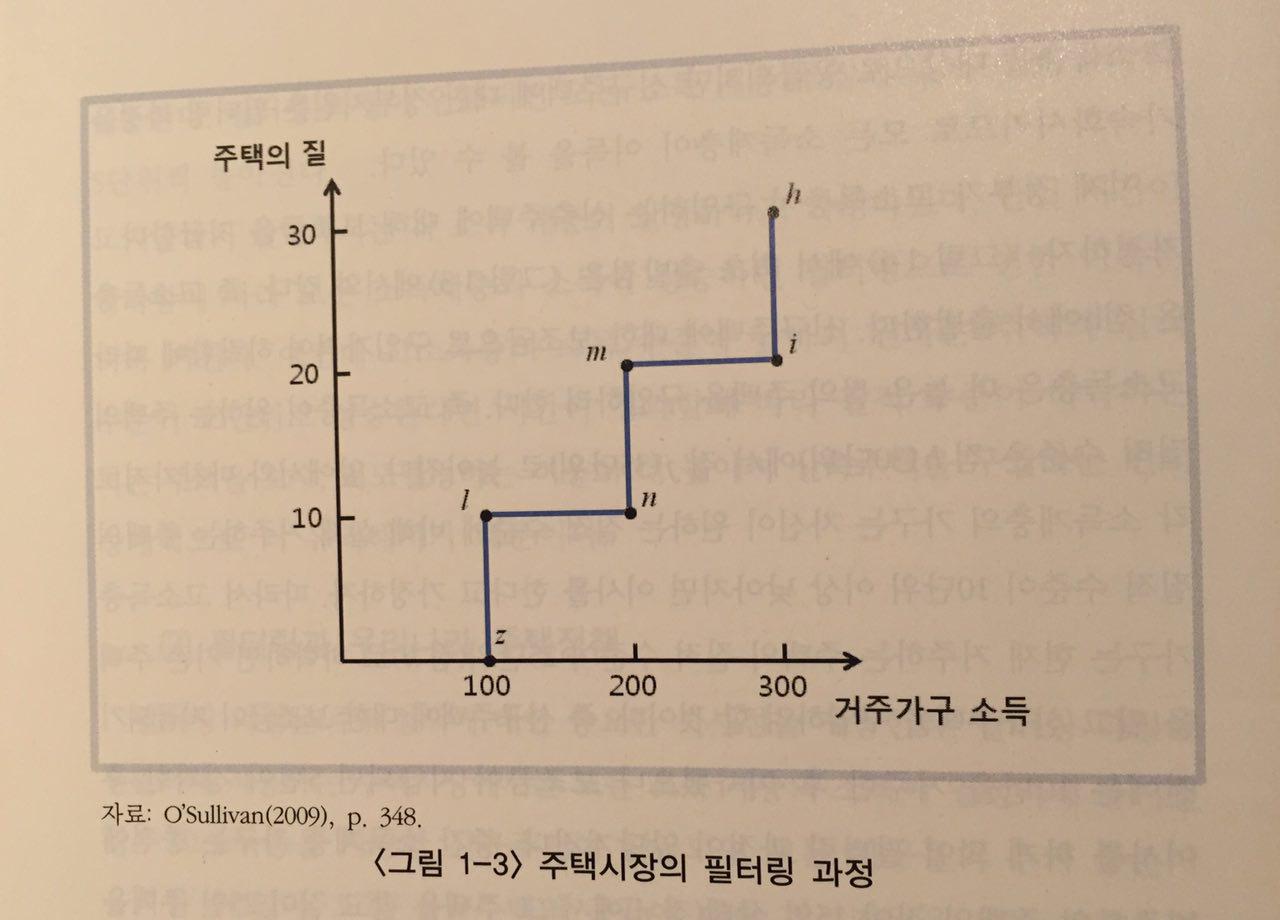 주택의 질
h
30
m
i
20
l
n
10
z
100 200 300
거주가구 소득
자료: O'Sullivan(2009), p. 348.
〈그림 1-3〉 주택시장의 필터링 과정